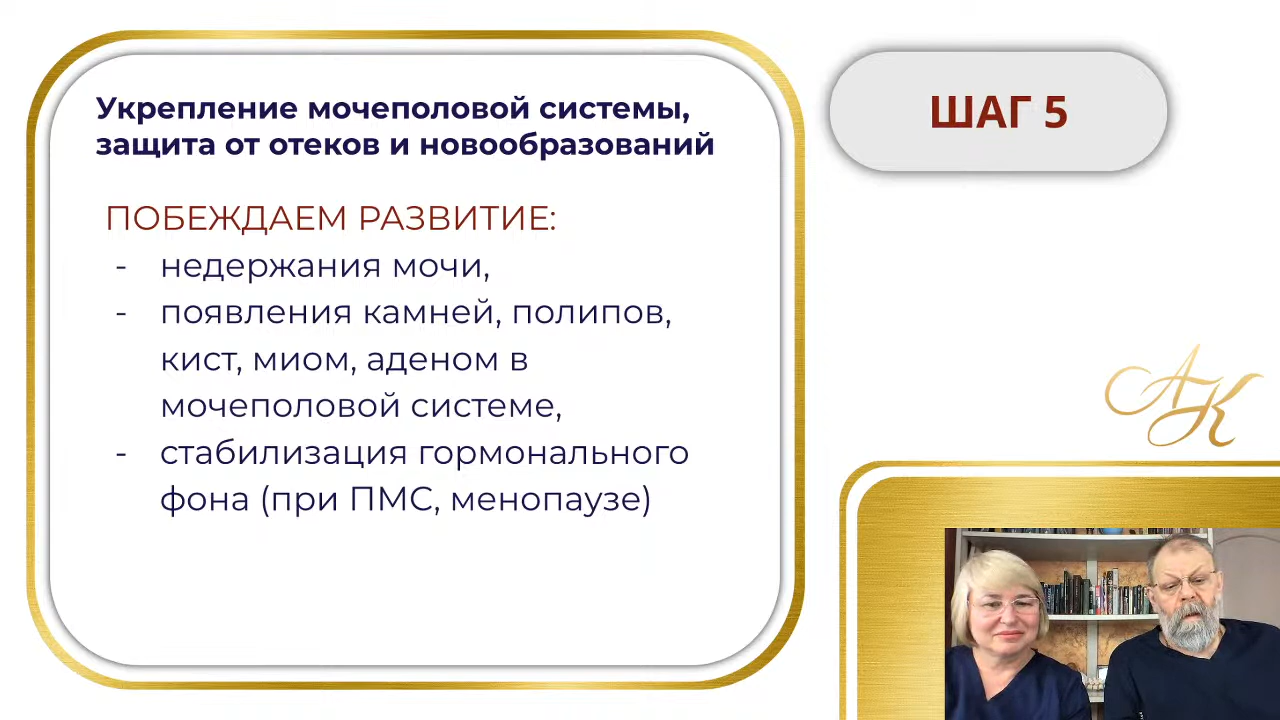 Укрепление мочеполовой системы,
защита от отеков и новообразований
ПОБЕЖДАЕМ РАЗВИТИЕ:
- недержания мочи,
- появления камней, полипов,
кист, миом, аденом в
мочеполовой системе,
- стабилизация гормонального
фона (при ПМС, менопаузе)
ШАГ 5
АК